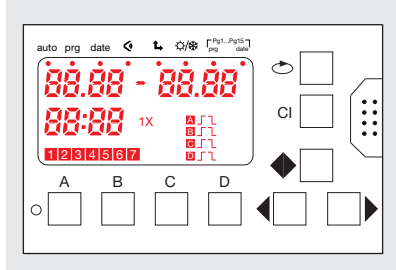 auto prg date ☼/❄ Pg1...Pg15
prg date
88.88 - 88.88
88:88 1X
A
B
C
D
1 2 3 4 5 6 7
CI
A B C D